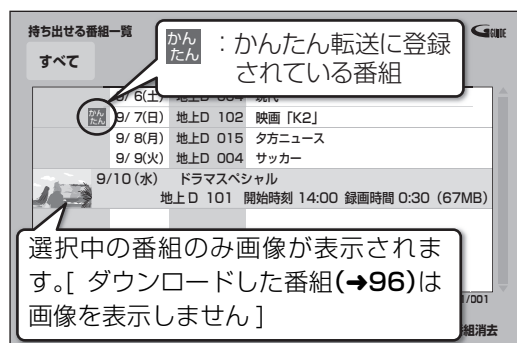 持ち出せる番組一覧
GGUIDE
すべて
かんたん ：かんたん転送に登録
されている番組
9/ 6(土) 地上D 004 現代
かんたん 9/ 7(日) 地上D 102 映画「K2」
9/ 8(月) 地上D 015 夕方ニュース
9/ 9(火) 地上D 004 サッカー
9/10(水) ドラマスペシャル
地上D 101 開始時刻 14:00 録画時間 0:30（67MB）
選択中の番組のみ画像が表示されま
す。[ ダウンロードした番組(➔96)は
画像を表示しません ]
/001
組消去